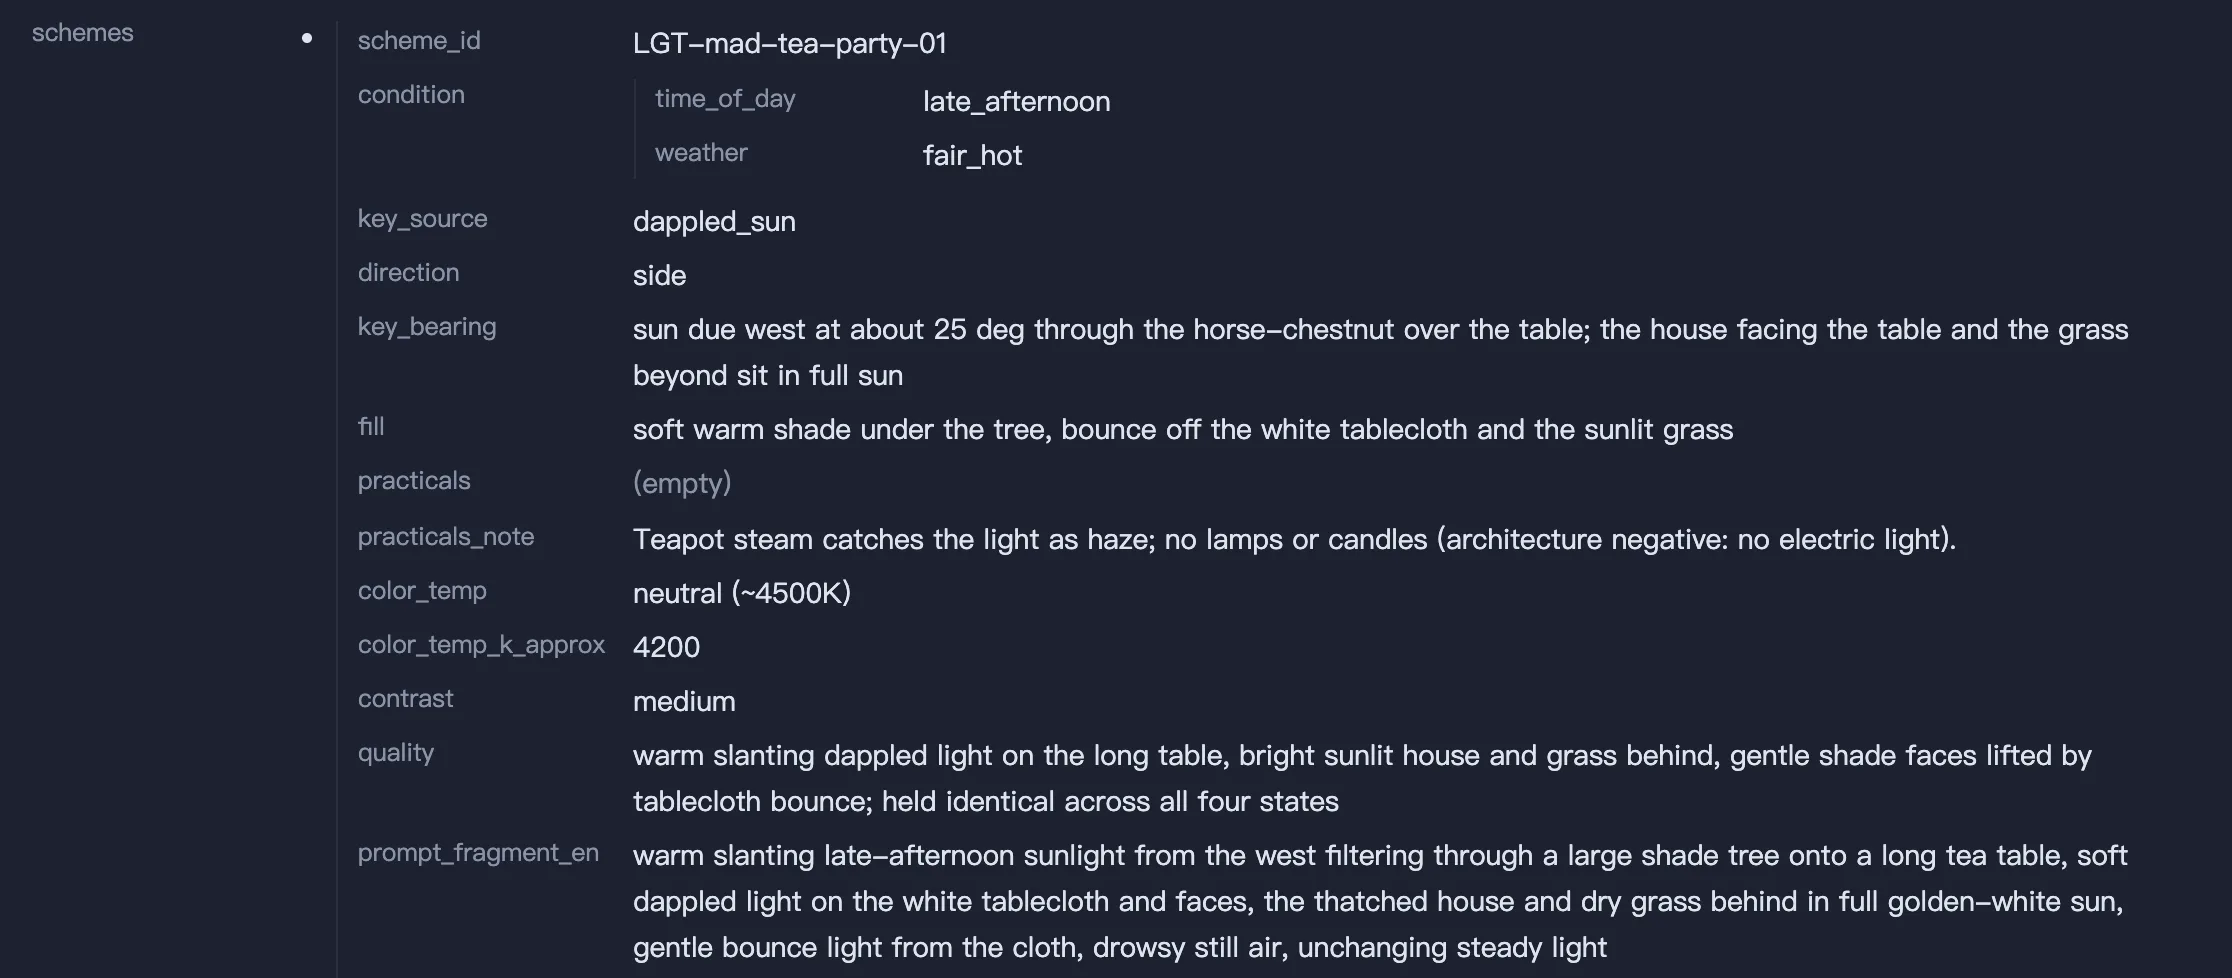 schemes
scheme_id LGT-mad-tea-party-01
condition
time_of_day late_afternoon
weather fair_hot
key_source dappled_sun
direction side
key_bearing sun due west at about 25 deg through the horse-chestnut over the table; the house facing the table and the grass
beyond sit in full sun
fill soft warm shade under the tree, bounce off the white tablecloth and the sunlit grass
practicals (empty)
practicals_note Teapot steam catches the light as haze; no lamps or candles (architecture negative: no electric light).
color_temp neutral (~4500K)
color_temp_k_approx 4200
contrast medium
quality warm slanting dappled light on the long table, bright sunlit house and grass behind, gentle shade faces lifted by
tablecloth bounce; held identical across all four states
prompt_fragment_en warm slanting late-afternoon sunlight from the west filtering through a large shade tree onto a long tea table, soft
dappled light on the white tablecloth and faces, the thatched house and dry grass behind in full golden-white sun,
gentle bounce light from the cloth, drowsy still air, unchanging steady light